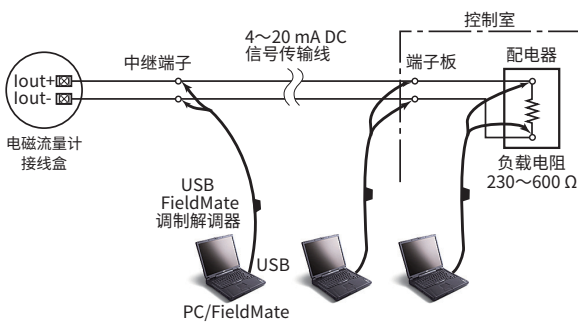 控制室
4～20 mA DC
信号传输线
中继端子
端子板
配电器
Iout+
Iout-
电磁流量计
接线盒
负载电阻
230～600 Ω
USB
FieldMate
调制解调器
USB
PC/FieldMate